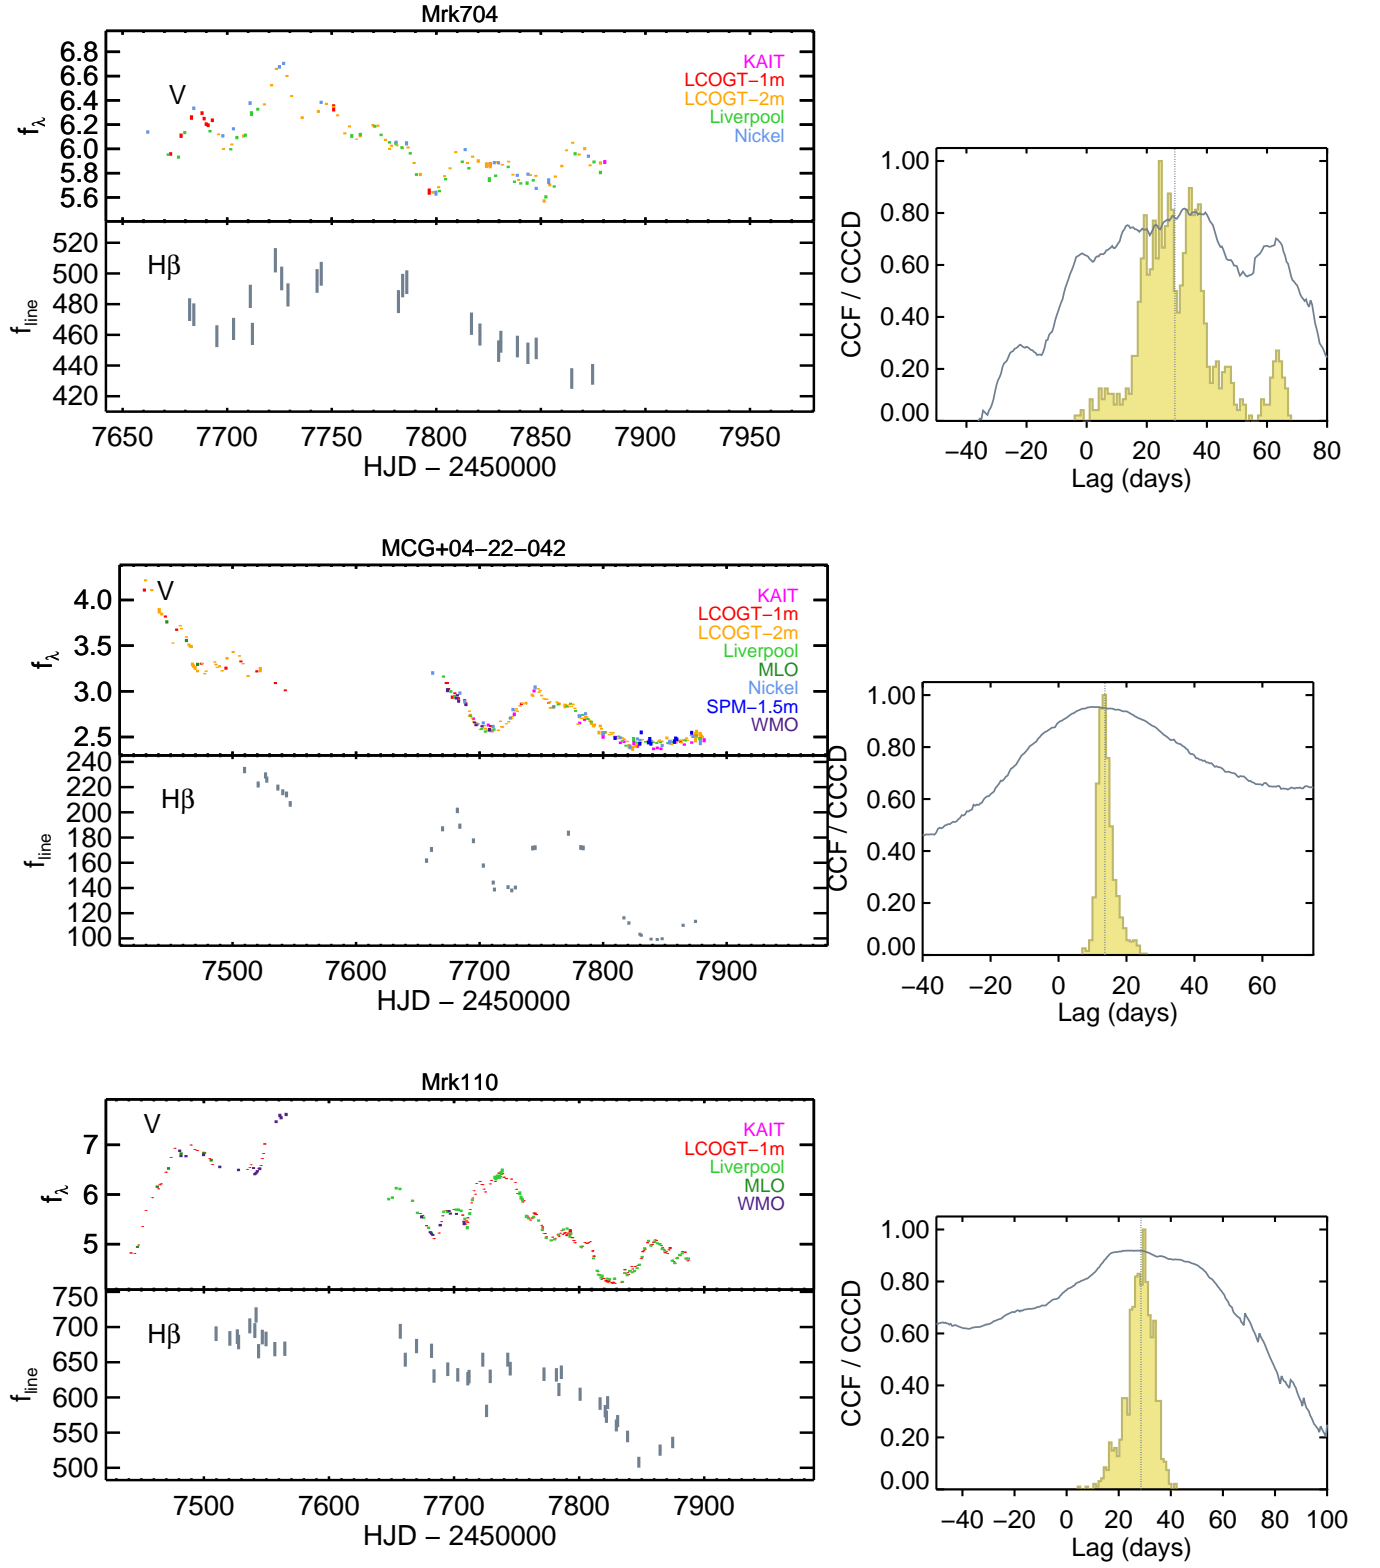 Mrk704
6.8
6.6
6.4
6.2
6.0
5.8
5.6
fλ
V
KAIT
LCOGT−1m
LCOGT−2m
Liverpool
Nickel
520
500
480
460
440
420
fline
Hβ
7650 7700 7750 7800 7850 7900 7950
HJD − 2450000
1.00
0.80
0.60
0.40
0.20
0.00
CCF / CCCD
−40 −20 0 20 40 60 80
Lag (days)
MCG+04−22−042
4.0
3.5
3.0
2.5
fλ
V
KAIT
LCOGT−1m
LCOGT−2m
Liverpool
MLO
Nickel
SPM−1.5m
WMO
240
220
200
180
160
140
120
100
fline
Hβ
7500 7600 7700 7800 7900
HJD − 2450000
1.00
0.80
0.60
0.40
0.20
0.00
CCF / CCCD
−40 −20 0 20 40 60
Lag (days)
Mrk110
7
6
5
fλ
V
KAIT
LCOGT−1m
Liverpool
MLO
WMO
750
700
650
600
550
500
fline
Hβ
7500 7600 7700 7800 7900
HJD − 2450000
1.00
0.80
0.60
0.40
0.20
0.00
CCF / CCCD
−40 −20 0 20 40 60 80 100
Lag (days)